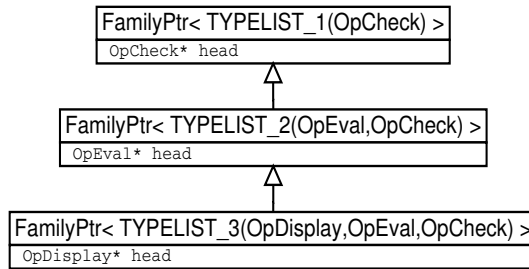 FamilyPtr< TYPELIST_1(OpCheck) >
OpCheck* head
FamilyPtr< TYPELIST_2(OpEval,OpCheck) >
OpEval* head
FamilyPtr< TYPELIST_3(OpDisplay,OpEval,OpCheck) >
OpDisplay* head